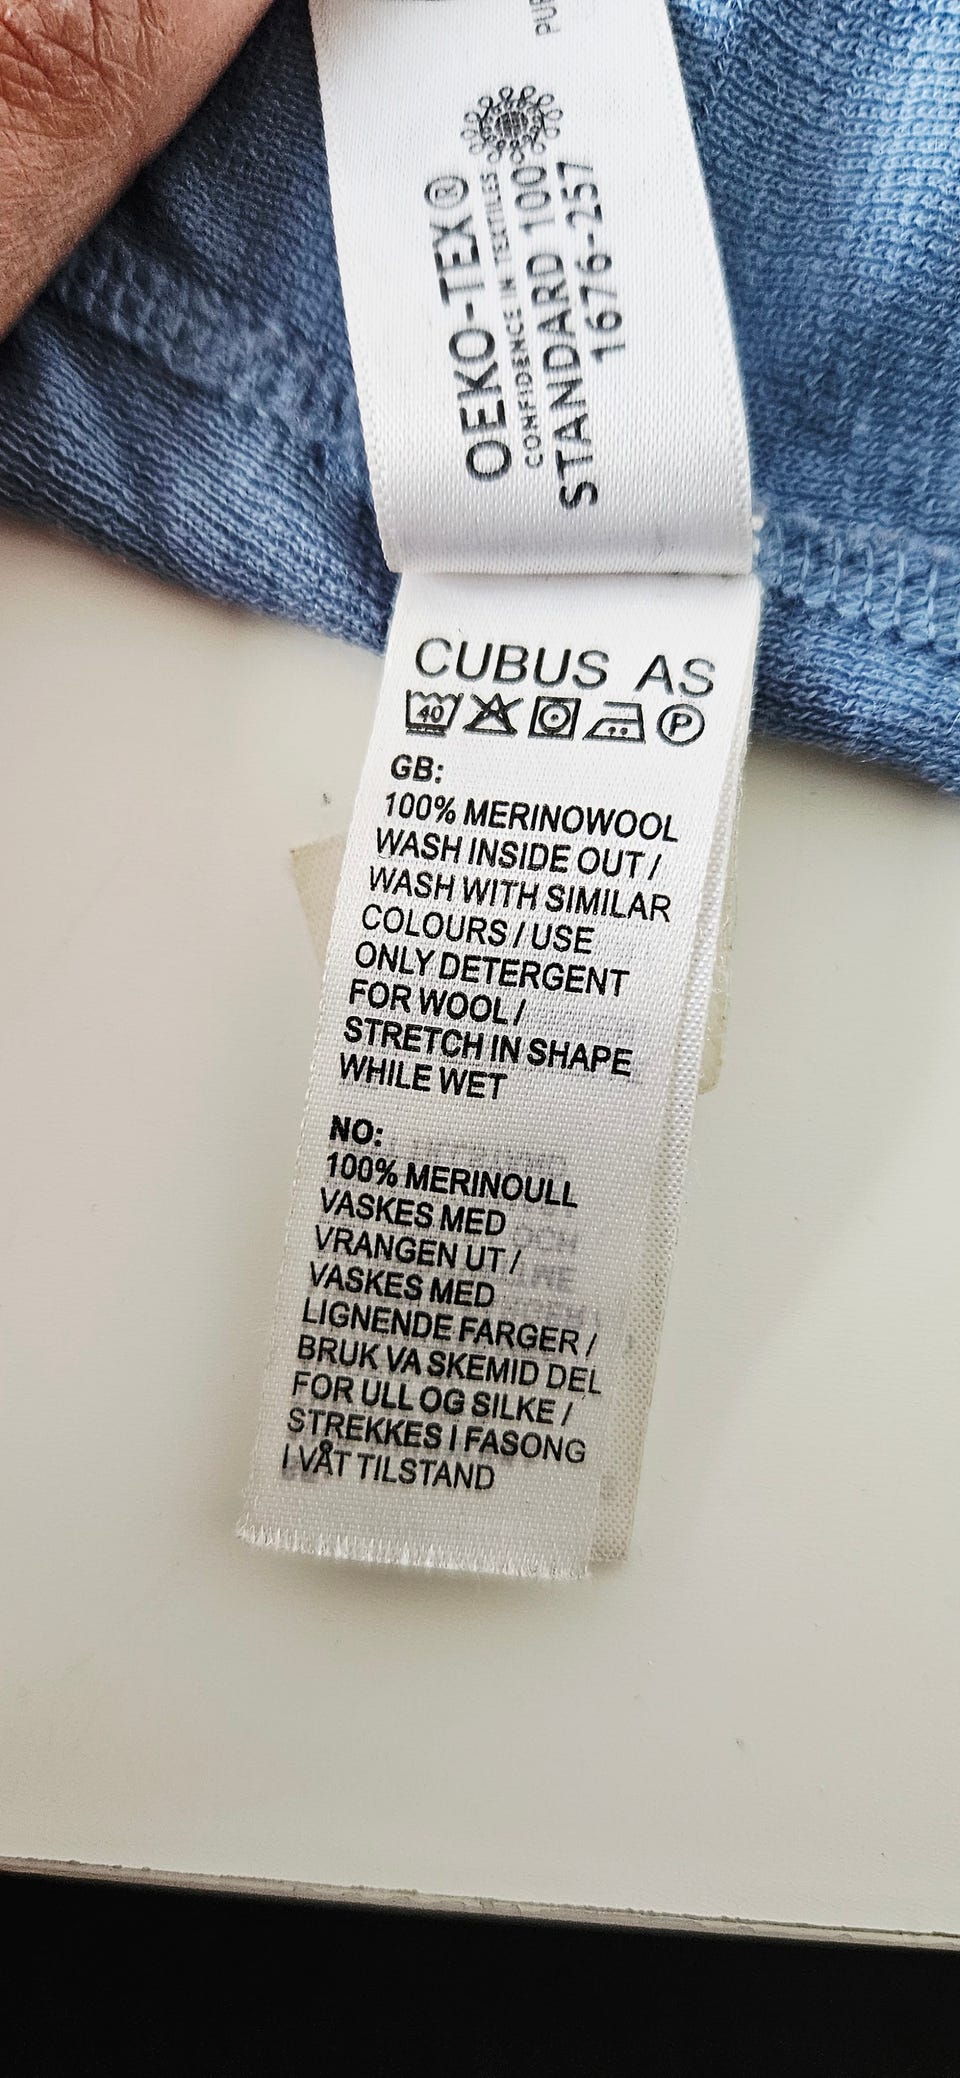 OEKO-TEX®
CONFIDENCE IN TEXTILES
STANDARD 100
1676-257
CUBUS AS
40 P
GB:
100% MERINOWOOL
WASH INSIDE OUT /
WASH WITH SIMILAR
COLOURS / USE
ONLY DETERGENT
FOR WOOL /
STRETCH IN SHAPE
WHILE WET
NO:
100% MERINOULL
VASKES MED
VRANGEN UT /
VASKES MED
LIGNENDE FARGER /
BRUK VA SKEMID DEL
FOR ULL OG SILKE /
STREKKES I FASONG
I VÅT TILSTAND